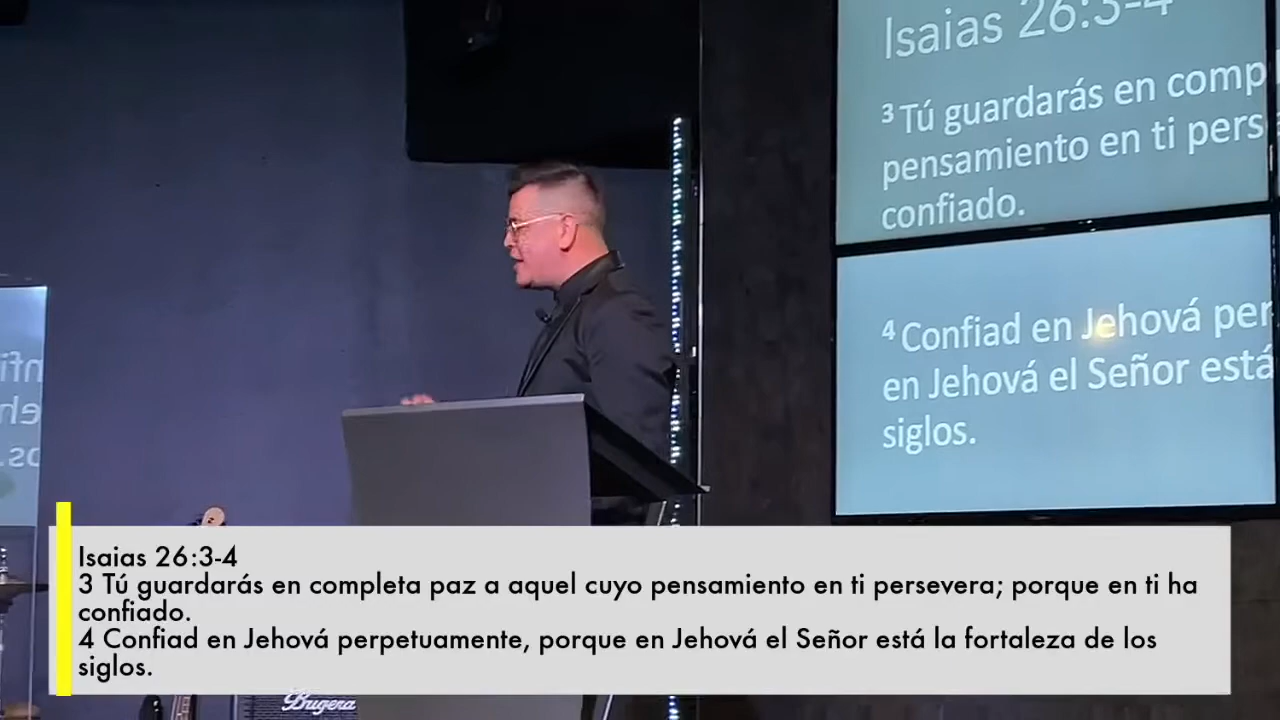 Isaias 26:3-4
3 Tú guardarás en comp
pensamiento en ti pers
confiado.
4 Confiad en Jehová per
en Jehová el Señor está
siglos.
Isaias 26:3-4
3 Tú guardarás en completa paz a aquel cuyo pensamiento en ti persevera; porque en ti ha
confiado.
4 Confiad en Jehová perpetuamente, porque en Jehová el Señor está la fortaleza de los
siglos.
Bugera